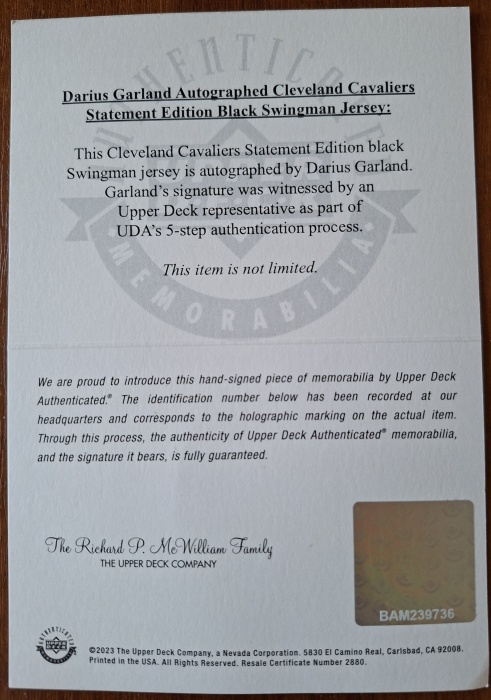 AUTHENTICATED
Darius Garland Autographed Cleveland Cavaliers
Statement Edition Black Swingman Jersey:
This Cleveland Cavaliers Statement Edition black
Swingman jersey is autographed by Darius Garland.
Garland's signature was witnessed by an
Upper Deck representative as part of
UDA's 5-step authentication process.
This item is not limited.
MEMORABILIA
We are proud to introduce this hand-signed piece of memorabilia by Upper Deck
Authenticated.® The identification number below has been recorded at our
headquarters and corresponds to the holographic marking on the actual item.
Through this process, the authenticity of Upper Deck Authenticated® memorabilia,
and the signature it bears, is fully guaranteed.
The Richard P. McWilliam Family
THE UPPER DECK COMPANY
BAM239736
AUTHENTICATED
MEMORABILIA
©2023 The Upper Deck Company, a Nevada Corporation. 5830 El Camino Real, Carlsbad, CA 92008.
Printed in the USA. All Rights Reserved. Resale Certificate Number 2880.